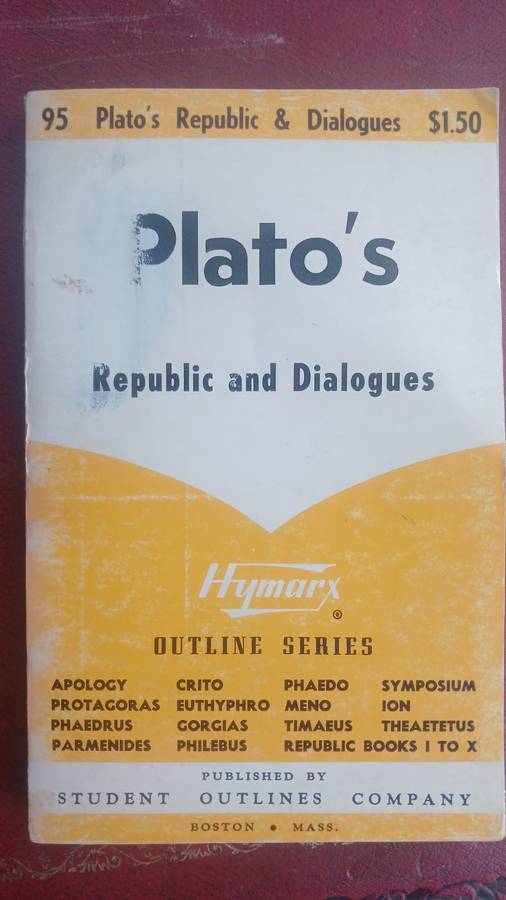 95 Plato's Republic & Dialogues $1.50
Plato's
Republic and Dialogues
Hymarx ®
OUTLINE SERIES
APOLOGY CRITO PHAEDO SYMPOSIUM
PROTAGORAS EUTHYPHRO MENO ION
PHAEDRUS GORGIAS TIMAEUS THEAETETUS
PARMENIDES PHILEBUS REPUBLIC BOOKS I TO X
PUBLISHED BY
STUDENT OUTLINES COMPANY
BOSTON • MASS.